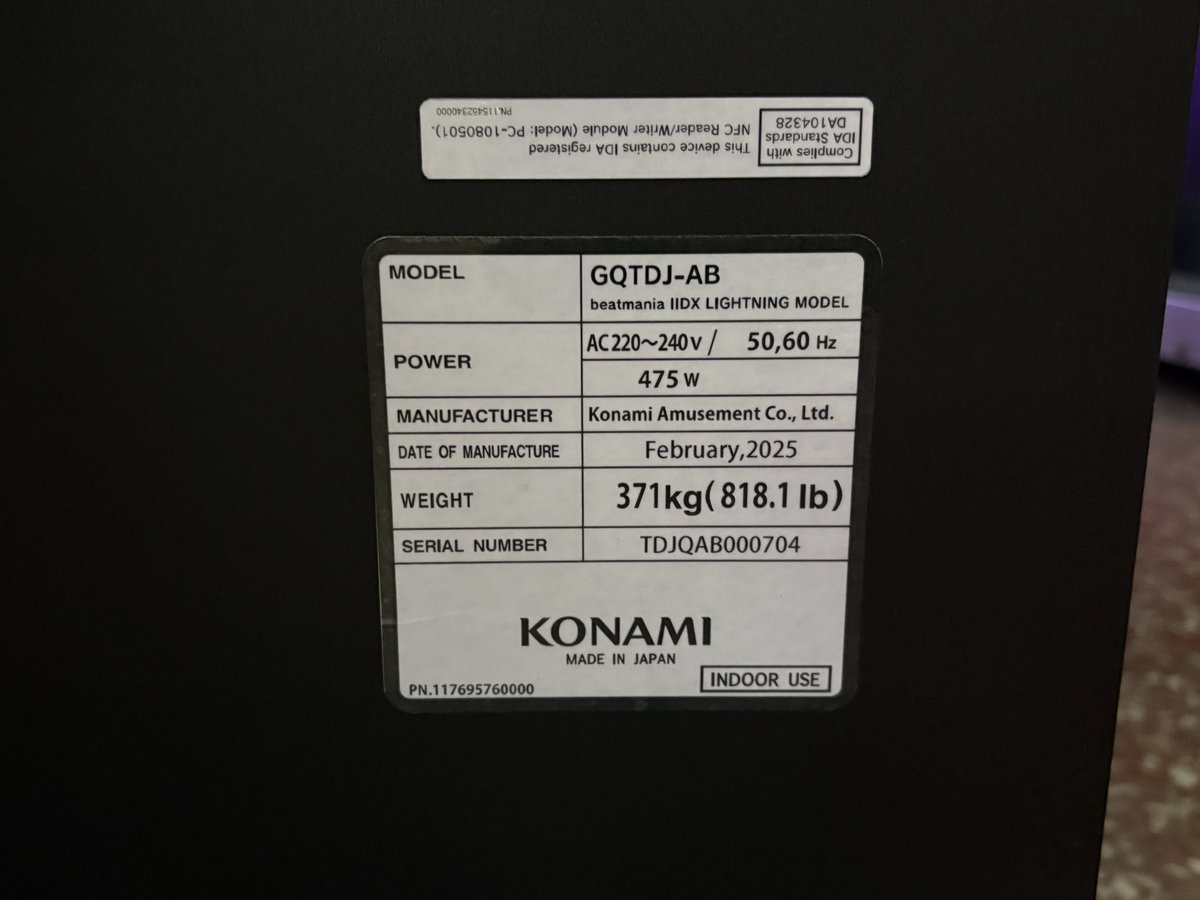 Complies with
IDA Standards
DA104328
This device contains IDA registered
NFC Reader/Writer Module (Model: PC-1080501).
PN.115452340000
MODEL
GQTDJ-AB
beatmania IIDX LIGHTNING MODEL
POWER
AC220~240V / 50,60 Hz
475 W
MANUFACTURER
Konami Amusement Co., Ltd.
DATE OF MANUFACTURE
February,2025
WEIGHT
371kg(818.1 lb)
SERIAL NUMBER
TDJQAB000704
KONAMI
MADE IN JAPAN
INDOOR USE
PN.117695760000